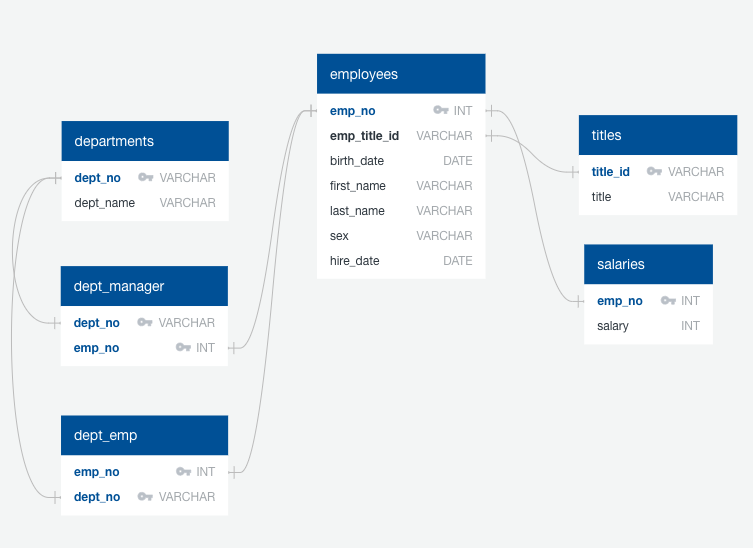 departments
dept_no VARCHAR
dept_name VARCHAR
dept_manager
dept_no VARCHAR
emp_no INT
dept_emp
emp_no INT
dept_no VARCHAR
employees
emp_no INT
emp_title_id VARCHAR
birth_date DATE
first_name VARCHAR
last_name VARCHAR
sex VARCHAR
hire_date DATE
titles
title_id VARCHAR
title VARCHAR
salaries
emp_no INT
salary INT